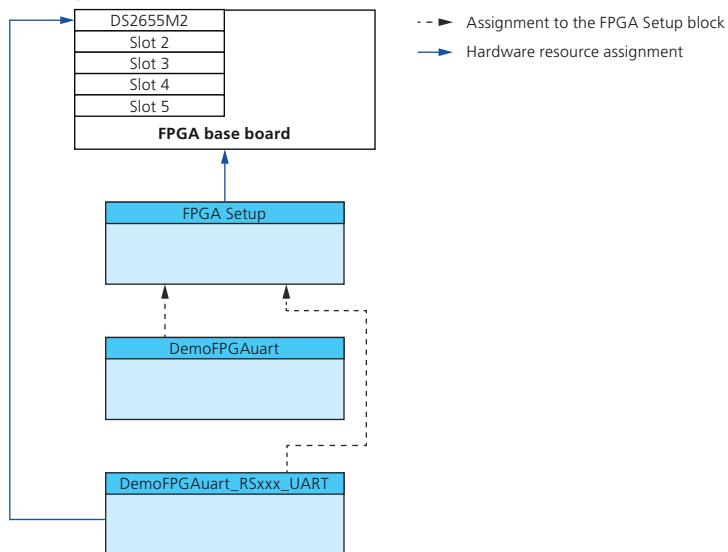 DS2655M2
Slot 2
Slot 3
Slot 4
Slot 5
FPGA base board
Assignment to the FPGA Setup block
Hardware resource assignment
FPGA Setup
DemoFPGAuart
DemoFPGAuart_RSxxx_UART